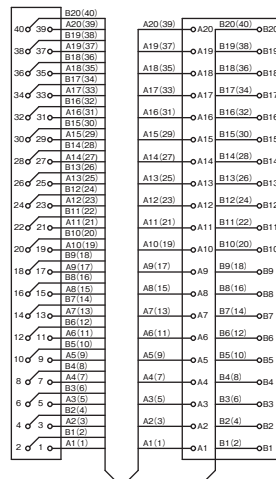 B20(40)
40 39 A20(39) A20(39) A20 B20(40) B20
B19(38)
38 37 A19(37) A19(37) A19 B19(38) B19
B18(36)
36 35 A18(35) A18(35) A18 B18(36) B18
B17(34)
34 33 A17(33) A17(33) A17 B17(34) B17
B16(32)
32 31 A16(31) A16(31) A16 B16(32) B16
B15(30)
30 29 A15(29) A15(29) A15 B15(30) B15
B14(28)
28 27 A14(27) A14(27) A14 B14(28) B14
B13(26)
26 25 A13(25) A13(25) A13 B13(26) B13
B12(24)
24 23 A12(23) A12(23) A12 B12(24) B12
B11(22)
22 21 A11(21) A11(21) A11 B11(22) B11
B10(20)
20 19 A10(19) A10(19) A10 B10(20) B10
B9(18)
18 17 A9(17) A9(17) A9 B9(18) B9
B8(16)
16 15 A8(15) A8(15) A8 B8(16) B8
B7(14)
14 13 A7(13) A7(13) A7 B7(14) B7
B6(12)
12 11 A6(11) A6(11) A6 B6(12) B6
B5(10)
10 9 A5(9) A5(9) A5 B5(10) B5
B4(8)
8 7 A4(7) A4(7) A4 B4(8) B4
B3(6)
6 5 A3(5) A3(5) A3 B3(6) B3
B2(4)
4 3 A2(3) A2(3) A2 B2(4) B2
B1(2)
2 1 A1(1) A1(1) A1 B1(2) B1